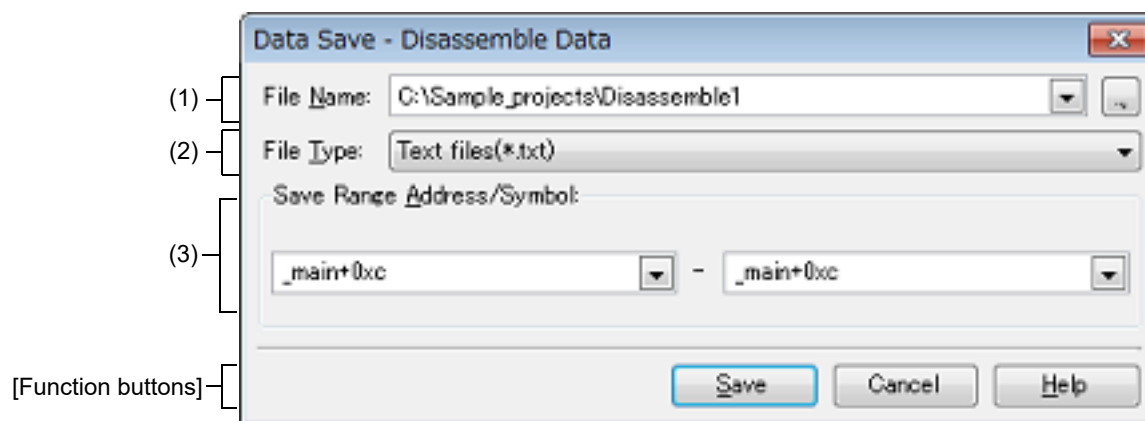 Data Save - Disassemble Data
(1) File Name: C:\Sample_projects\Disassemble1 ...
(2) File Type: Text files(*.txt)
Save Range Address/Symbol:
(3) _main+0xc - _main+0xc
[Function buttons] Save Cancel Help